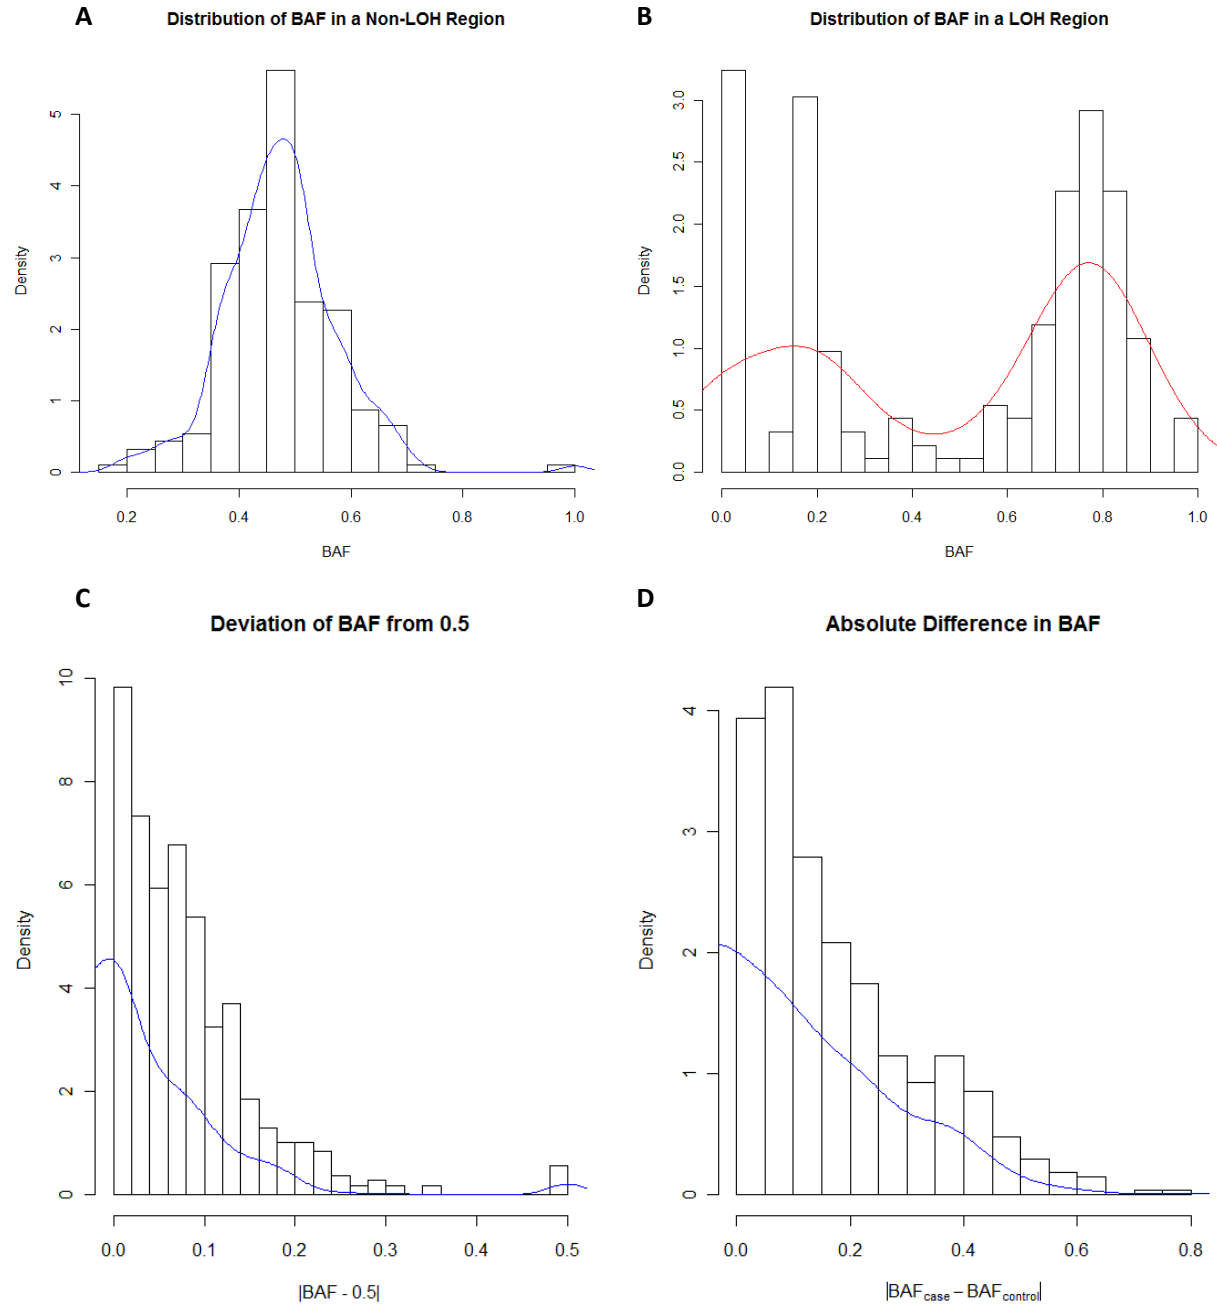 A
Distribution of BAF in a Non-LOH Region
Density
0
1
2
3
4
5
0.2
0.4
0.6
0.8
1.0
BAF
B
Distribution of BAF in a LOH Region
Density
0.0
0.5
1.0
1.5
2.0
2.5
3.0
0.0
0.2
0.4
0.6
0.8
1.0
BAF
C
Deviation of BAF from 0.5
Density
0
2
4
6
8
10
0.0
0.1
0.2
0.3
0.4
0.5
|BAF - 0.5|
D
Absolute Difference in BAF
Density
0
1
2
3
4
0.0
0.2
0.4
0.6
0.8
|BAFcase – BAFcontrol|